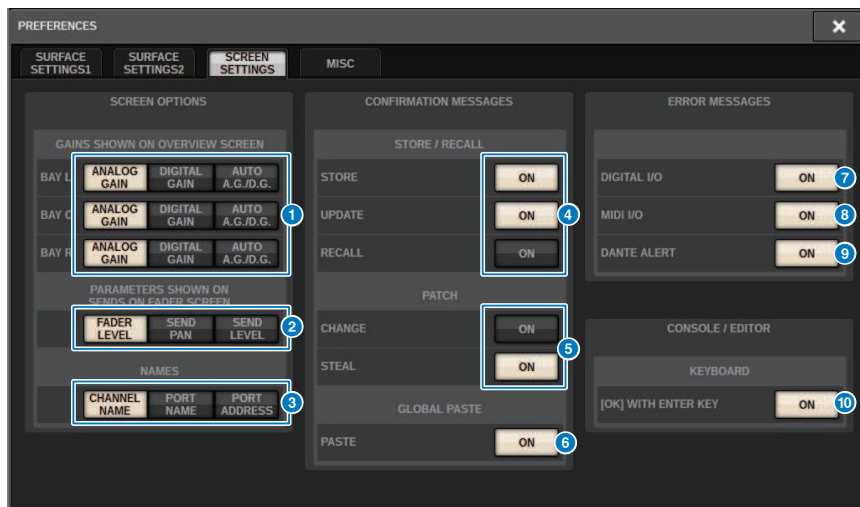 PREFERENCES
SURFACE SETTINGS1
SURFACE SETTINGS2
SCREEN SETTINGS
MISC
SCREEN OPTIONS
GAINS SHOWN ON OVERVIEW SCREEN
BAY L ANALOG GAIN DIGITAL GAIN AUTO A.G./D.G.
BAY C ANALOG GAIN DIGITAL GAIN AUTO A.G./D.G. 1
BAY R ANALOG GAIN DIGITAL GAIN AUTO A.G./D.G.
PARAMETERS SHOWN ON
SENDS ON FADER SCREEN
FADER LEVEL SEND PAN SEND LEVEL 2
NAMES
CHANNEL NAME PORT NAME PORT ADDRESS 3
CONFIRMATION MESSAGES
STORE / RECALL
STORE ON
UPDATE ON 4
RECALL ON
PATCH
CHANGE ON
5
STEAL ON
GLOBAL PASTE
PASTE ON 6
ERROR MESSAGES
DIGITAL I/O ON 7
MIDI I/O ON 8
DANTE ALERT ON 9
CONSOLE / EDITOR
KEYBOARD
[OK] WITH ENTER KEY ON 10